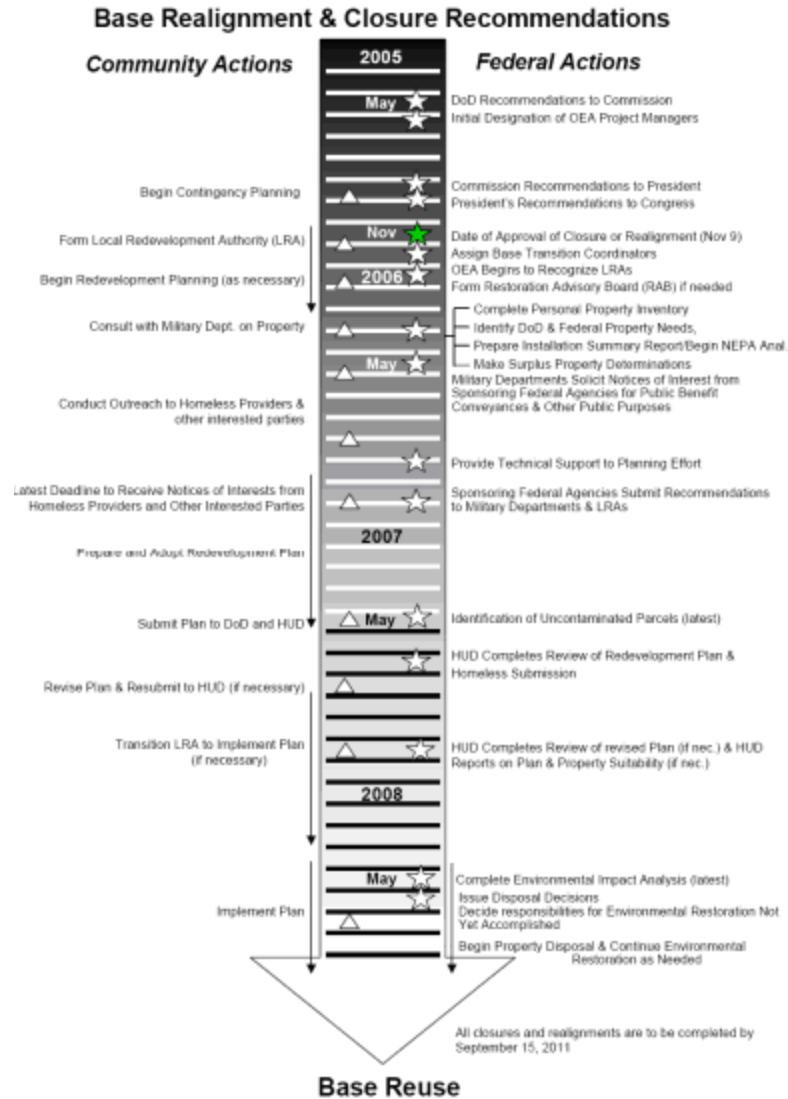 Base Realignment & Closure Recommendations
Community Actions
2005
Federal Actions
May
DoD Recommendations to Commission
Initial Designation of OEA Project Managers
Begin Contingency Planning
Commission Recommendations to President
President's Recommendations to Congress
Form Local Redevelopment Authority (LRA)
Nov
Date of Approval of Closure or Realignment (Nov 9)
Assign Base Transition Coordinators
Begin Redevelopment Planning (as necessary)
2006
OEA Begins to Recognize LRAs
Form Restoration Advisory Board (RAB) if needed
Consult with Military Dept. on Property
Complete Personal Property Inventory
Identify DoD & Federal Property Needs,
Prepare Installation Summary Report/Begin NEPA Anal.
May
Make Surplus Property Determinations
Military Departments Solicit Notices of Interest from
Sponsoring Federal Agencies for Public Benefit
Conveyances & Other Public Purposes
Conduct Outreach to Homeless Providers &
other interested parties
Provide Technical Support to Planning Effort
Latest Deadline to Receive Notices of Interests from
Homeless Providers and Other Interested Parties
Sponsoring Federal Agencies Submit Recommendations
to Military Departments & LRAs
2007
Prepare and Adopt Redevelopment Plan
Submit Plan to DoD and HUD
May
Identification of Uncontaminated Parcels (latest)
HUD Completes Review of Redevelopment Plan &
Homeless Submission
Revise Plan & Resubmit to HUD (if necessary)
Transition LRA to Implement Plan
(if necessary)
HUD Completes Review of revised Plan (if nec.) & HUD
Reports on Plan & Property Suitability (if nec.)
2008
May
Complete Environmental Impact Analysis (latest)
Issue Disposal Decisions
Implement Plan
Decide responsibilities for Environmental Restoration Not
Yet Accomplished
Begin Property Disposal & Continue Environmental
Restoration as Needed
All closures and realignments are to be completed by
September 15, 2011
Base Reuse